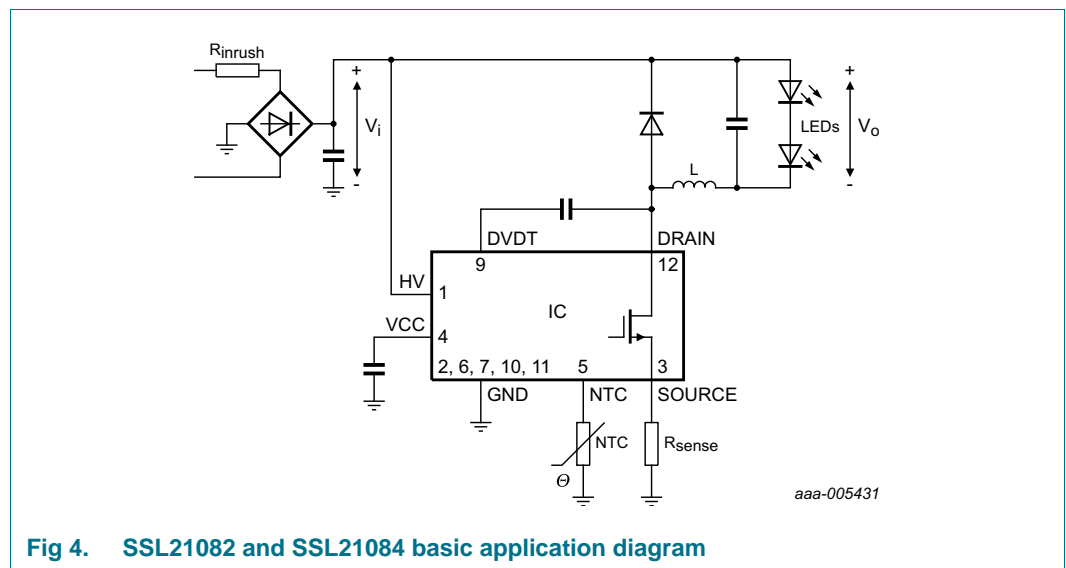 Rinrush
+
Vi
-
L
LEDs
+
Vo
-
DVDT
9
DRAIN
12
HV
1
IC
VCC
4
2, 6, 7, 10, 11
5
3
GND
NTC
SOURCE
NTC
Θ
Rsense
aaa-005431
Fig 4. SSL21082 and SSL21084 basic application diagram